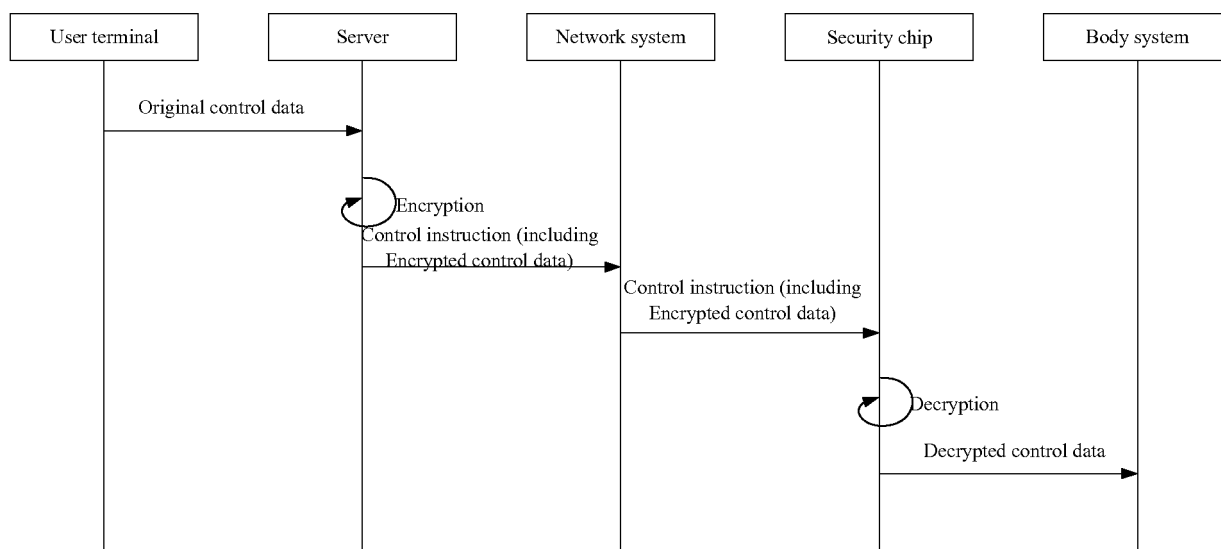 User terminal
Server
Network system
Security chip
Body system
Original control data
Encryption
Control instruction (including
Encrypted control data)
Control instruction (including
Encrypted control data)
Decryption
Decrypted control data